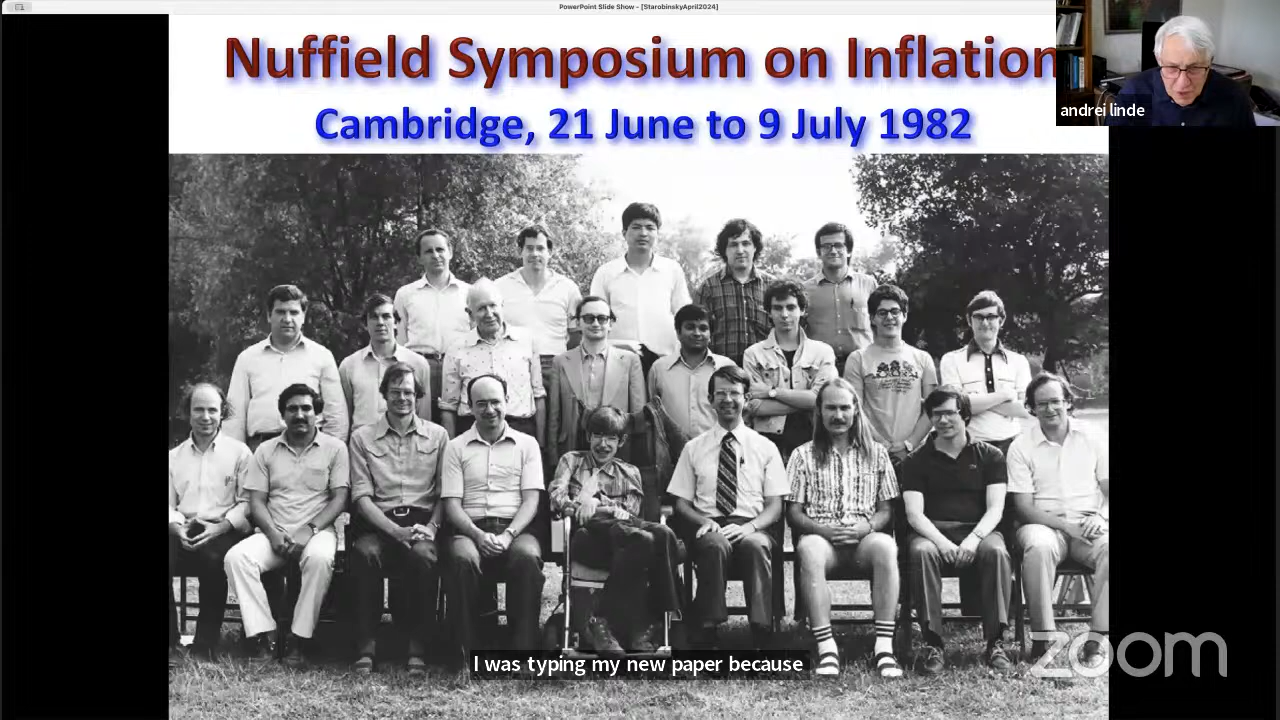 PowerPoint Slide Show - [StarobinskyApril2024]
Nuffield Symposium on Inflation
Cambridge, 21 June to 9 July 1982
andrei linde
I was typing my new paper because
zoom